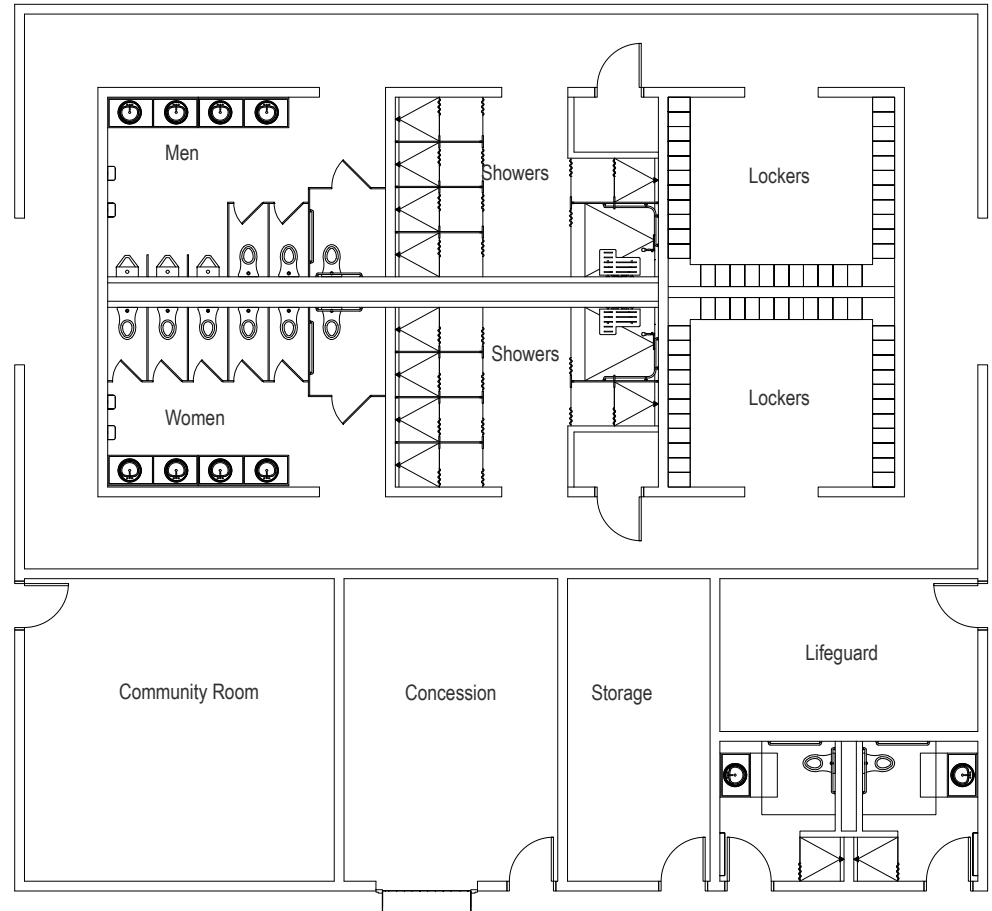 Men
Showers
Lockers
Showers
Women
Lockers
Community Room
Concession
Storage
Lifeguard